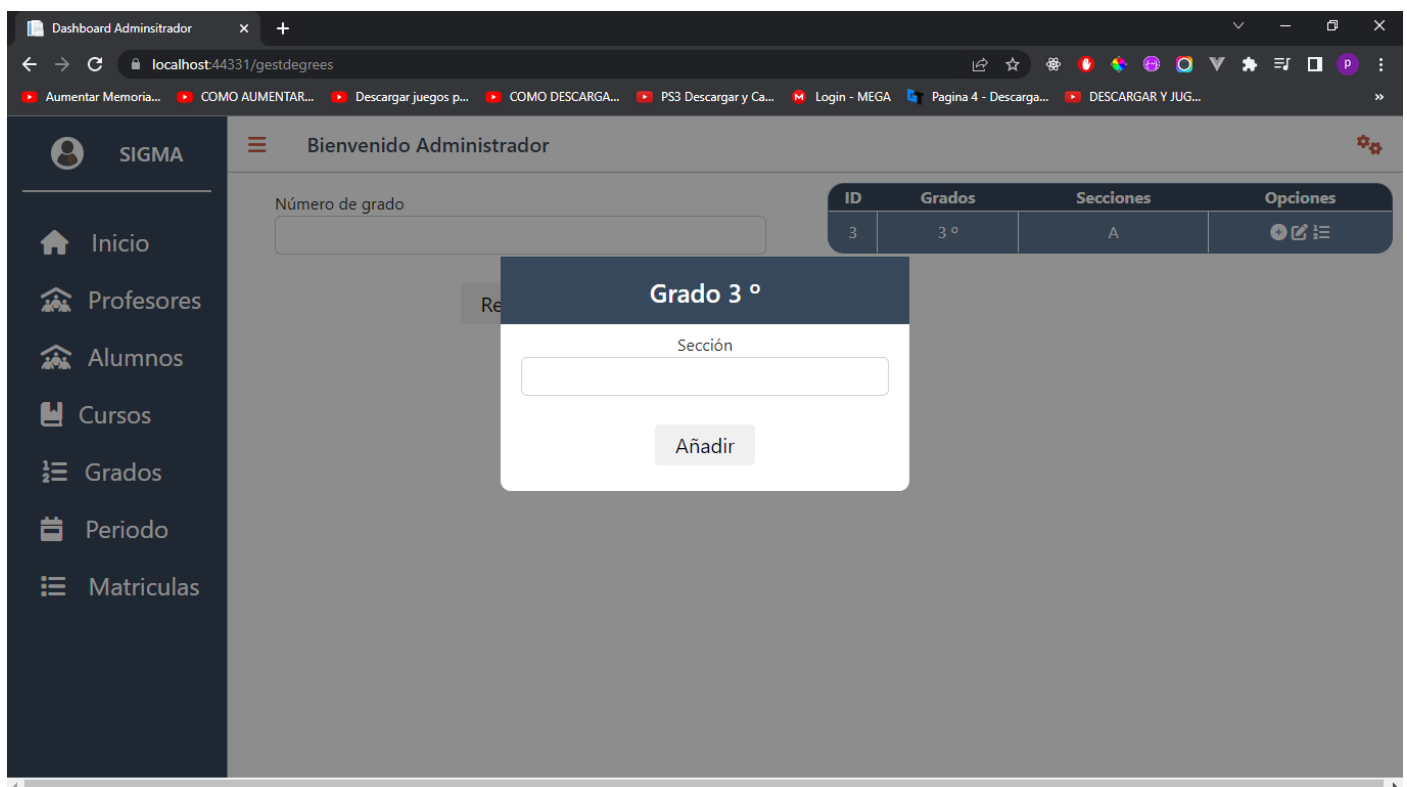 Dashboard Adminsitrador
localhost:44331/gestdegrees
P
Aumentar Memoria... COMO AUMENTAR... Descargar juegos p... COMO DESCARGA... PS3 Descargar y Ca... Login - MEGA Pagina 4 - Descarga... DESCARGAR Y JUG... »
SIGMA
Bienvenido Administrador
Inicio
Profesores
Alumnos
Cursos
Grados
Periodo
Matriculas
Número de grado
Re
ID Grados Secciones Opciones
3 3 º A
Grado 3 º
Sección
Añadir